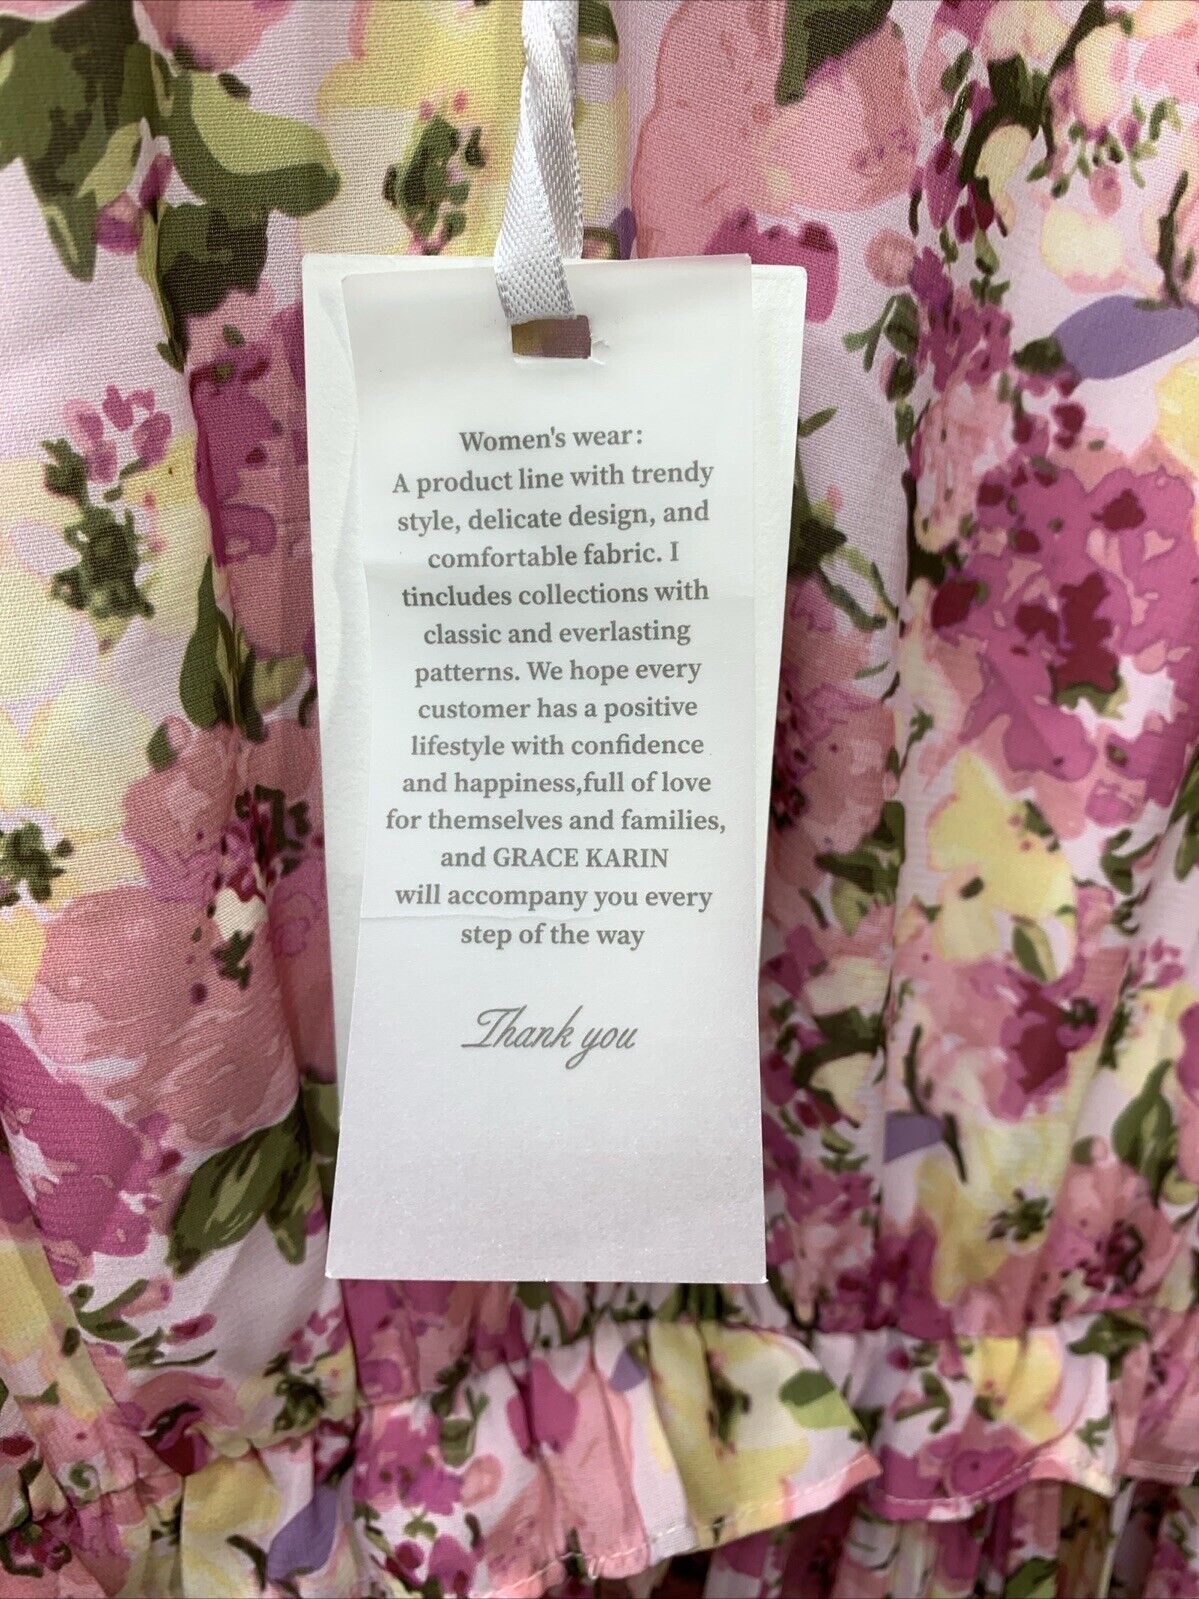 Women's wear:
A product line with trendy
style, delicate design, and
comfortable fabric. I
tincludes collections with
classic and everlasting
patterns. We hope every
customer has a positive
lifestyle with confidence
and happiness,full of love
for themselves and families,
and GRACE KARIN
will accompany you every
step of the way
Thank you